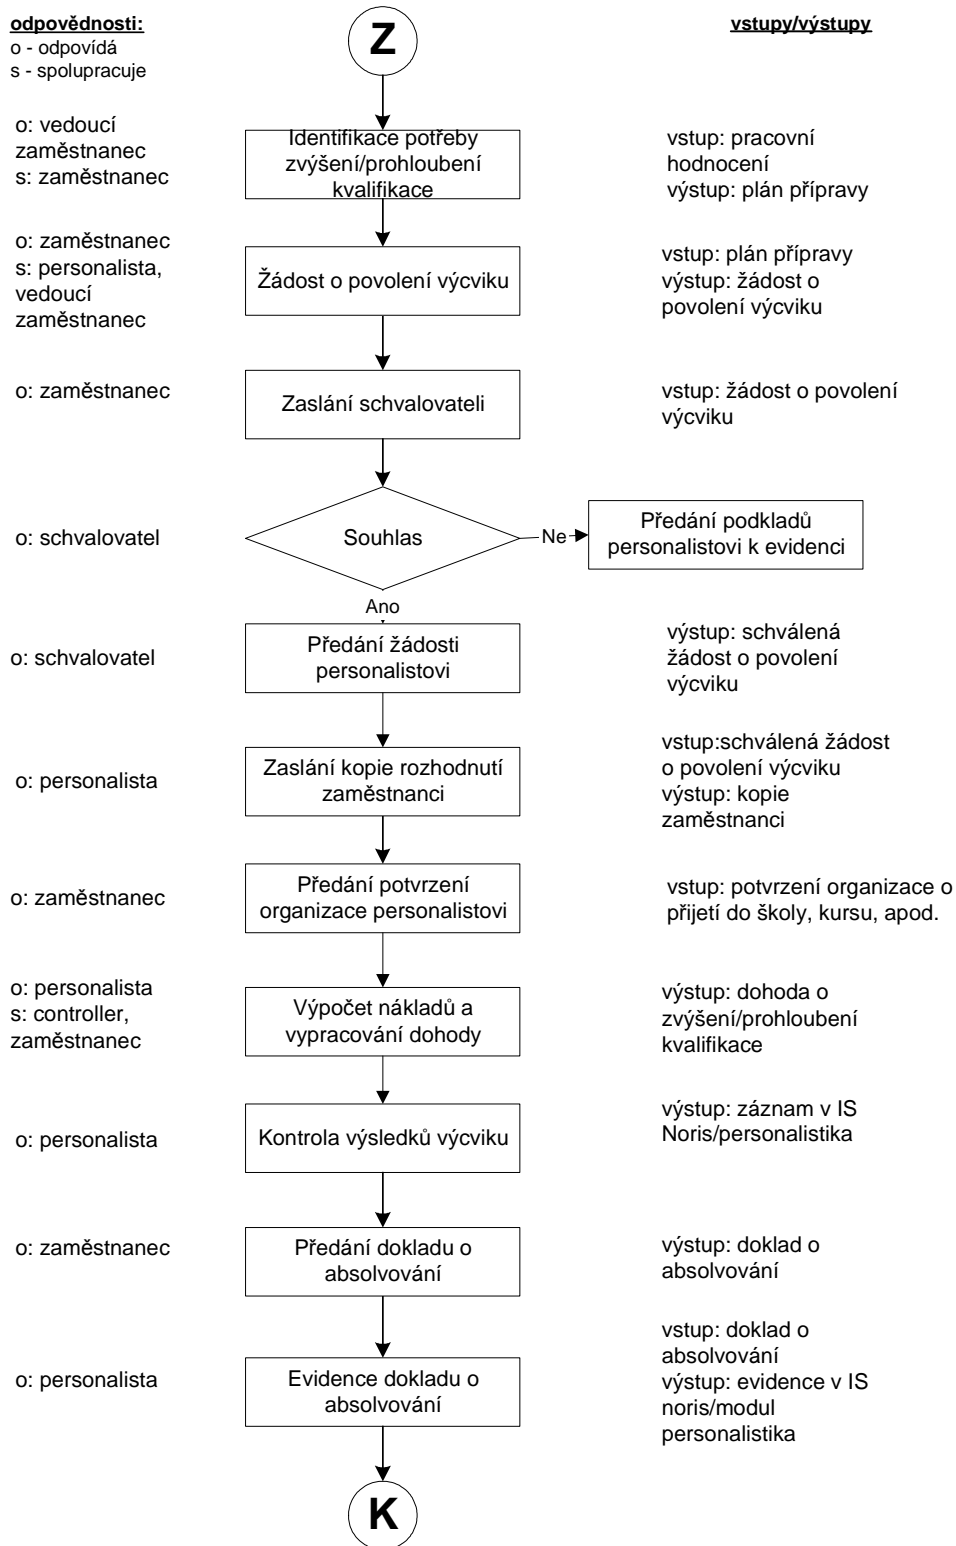 odpovědnosti:
o - odpovídá
s - spolupracuje
Z
vstupy/výstupy
o: vedoucí
zaměstnanec
s: zaměstnanec
Identifikace potřeby
zvýšení/prohloubení
kvalifikace
vstup: pracovní
hodnocení
výstup: plán přípravy
o: zaměstnanec
s: personalista,
vedoucí
zaměstnanec
Žádost o povolení výcviku
vstup: plán přípravy
výstup: žádost o
povolení výcviku
o: zaměstnanec
Zaslání schvalovateli
vstup: žádost o povolení
výcviku
o: schvalovatel
Souhlas
Ne
Předání podkladů
personalistovi k evidenci
Ano
o: schvalovatel
Předání žádosti
personalistovi
výstup: schválená
žádost o povolení
výcviku
o: personalista
Zaslání kopie rozhodnutí
zaměstnanci
vstup:schválená žádost
o povolení výcviku
výstup: kopie
zaměstnanci
o: zaměstnanec
Předání potvrzení
organizace personalistovi
vstup: potvrzení organizace o
přijetí do školy, kursu, apod.
o: personalista
s: controller,
zaměstnanec
Výpočet nákladů a
vypracování dohody
výstup: dohoda o
zvýšení/prohloubení
kvalifikace
o: personalista
Kontrola výsledků výcviku
výstup: záznam v IS
Noris/personalistika
o: zaměstnanec
Předání dokladu o
absolvování
výstup: doklad o
absolvování
o: personalista
Evidence dokladu o
absolvování
vstup: doklad o
absolvování
výstup: evidence v IS
noris/modul
personalistika
K